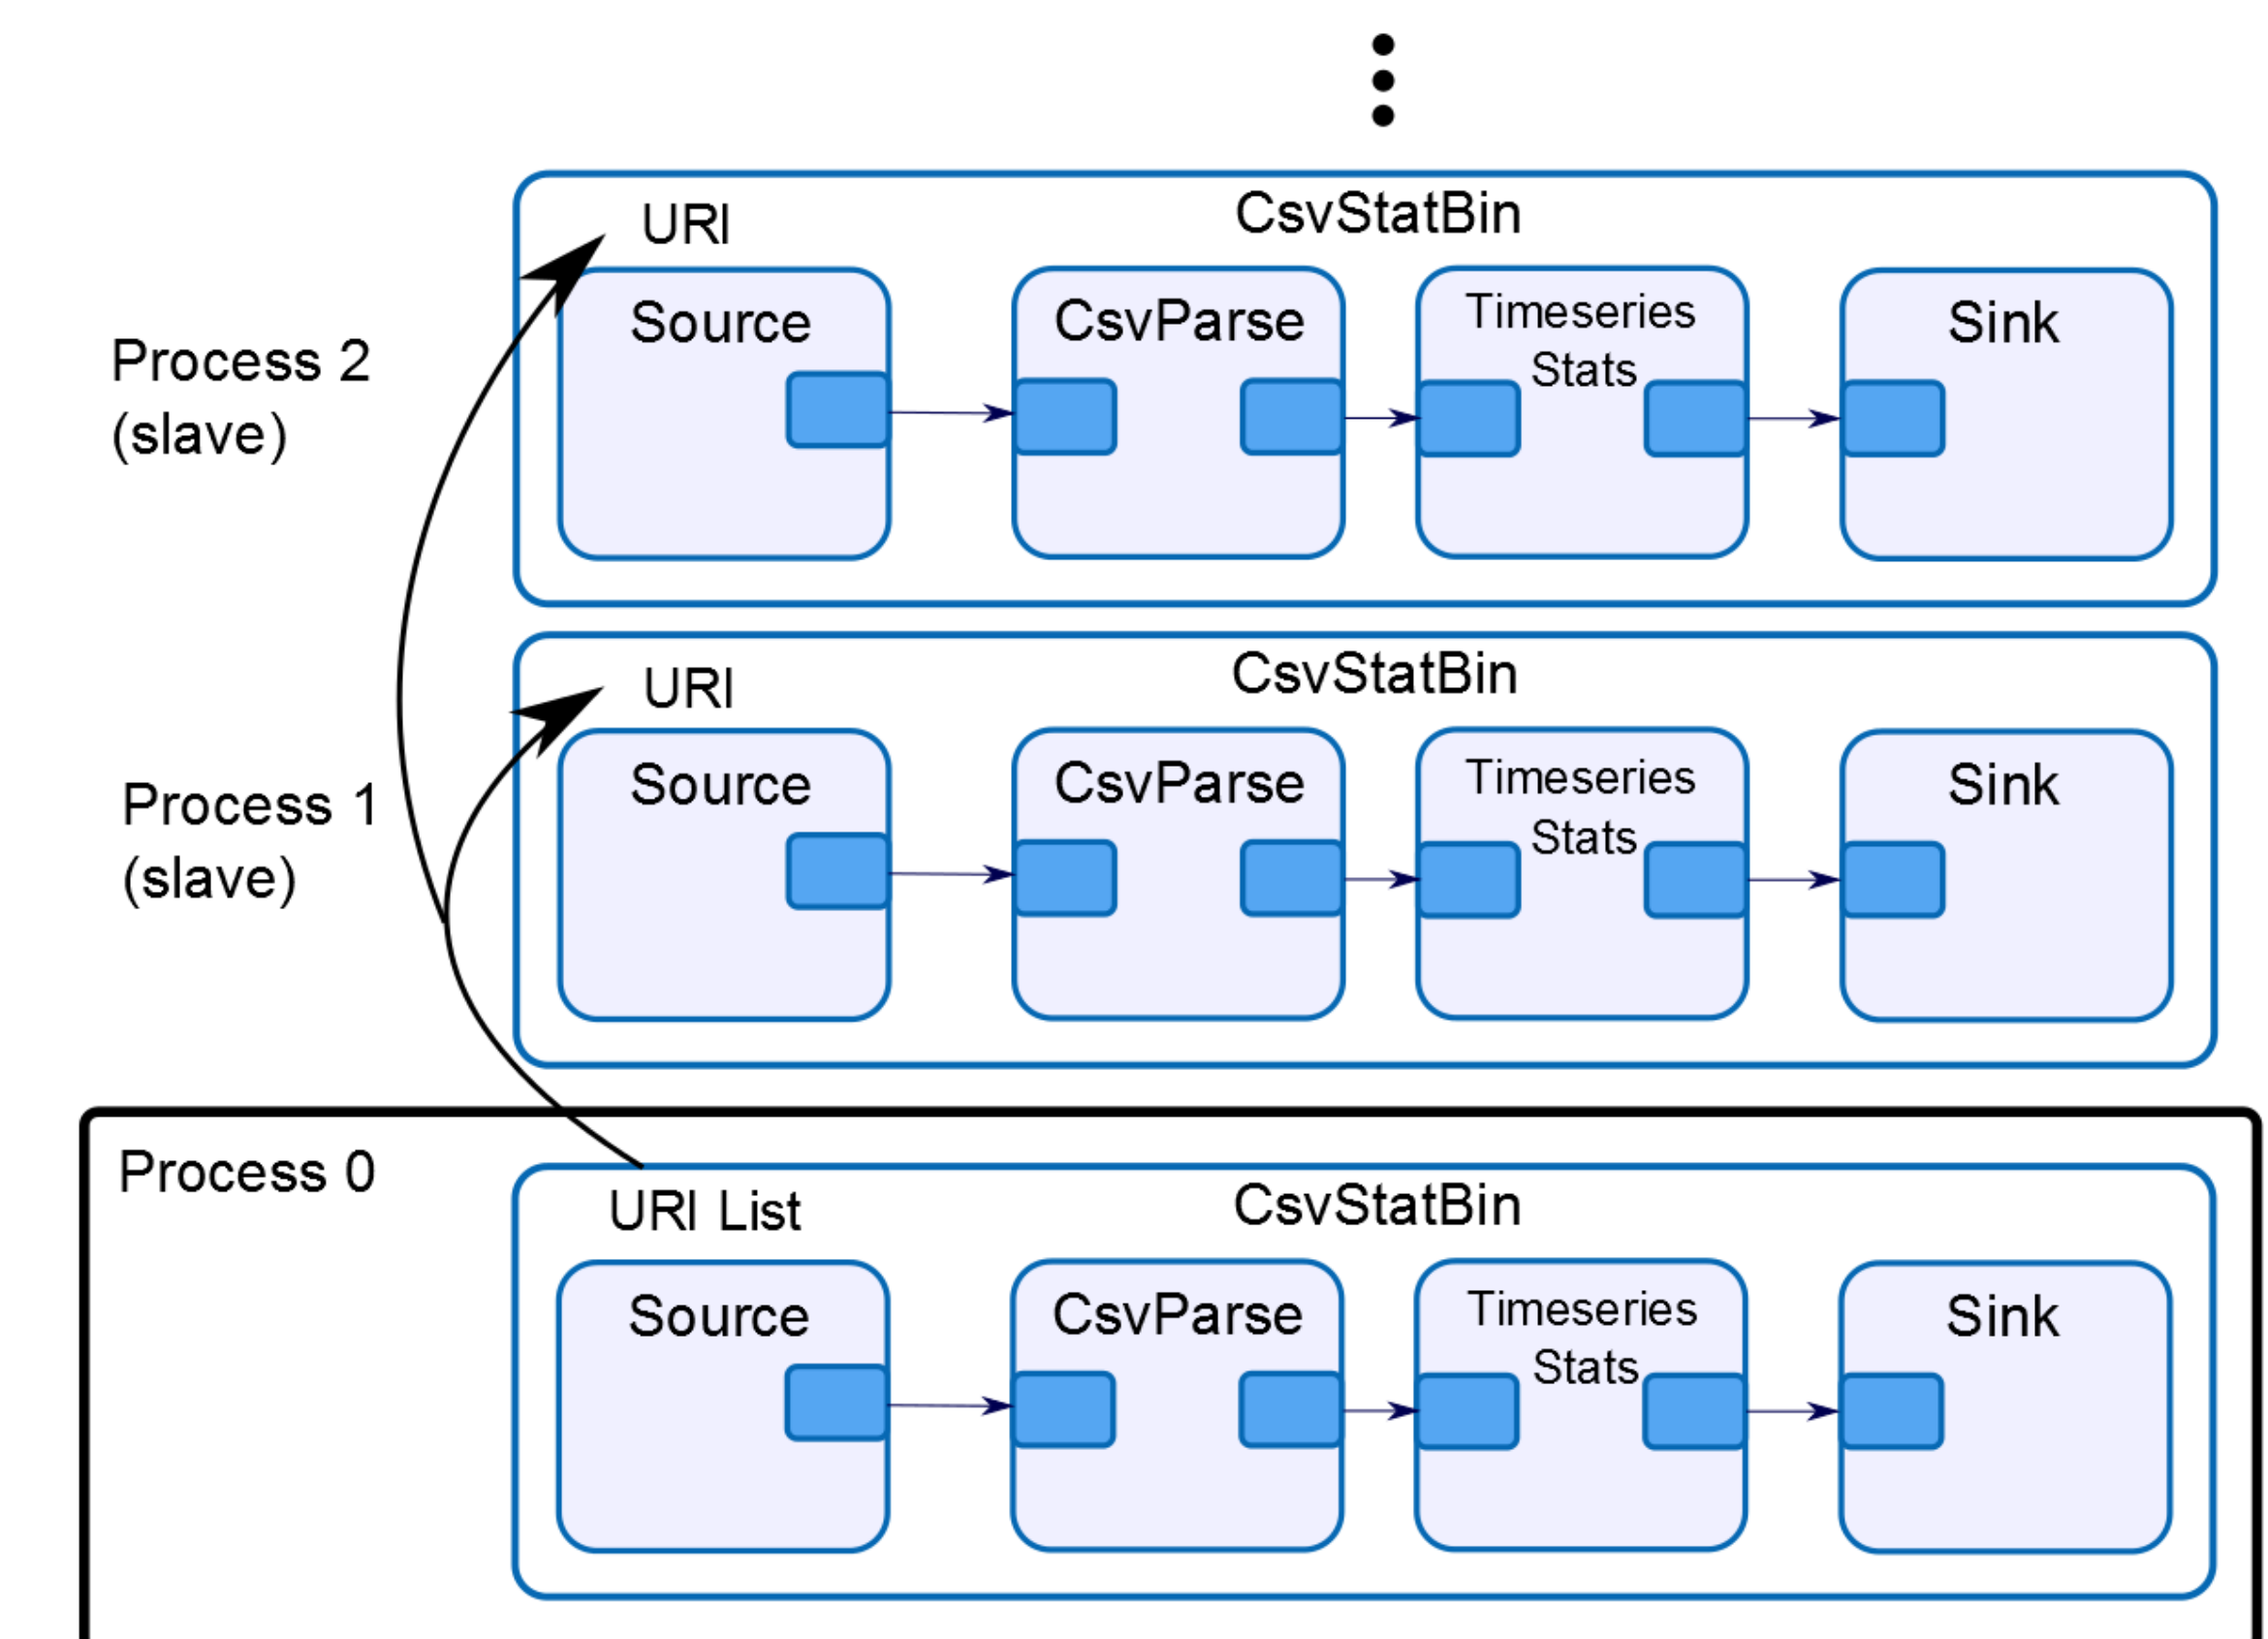 URI
CsvStatBin
Source
CsvParse
Timeseries
Stats
Sink
Process 2
(slave)
URI
CsvStatBin
Source
CsvParse
Timeseries
Stats
Sink
Process 1
(slave)
Process 0
URI List
CsvStatBin
Source
CsvParse
Timeseries
Stats
Sink